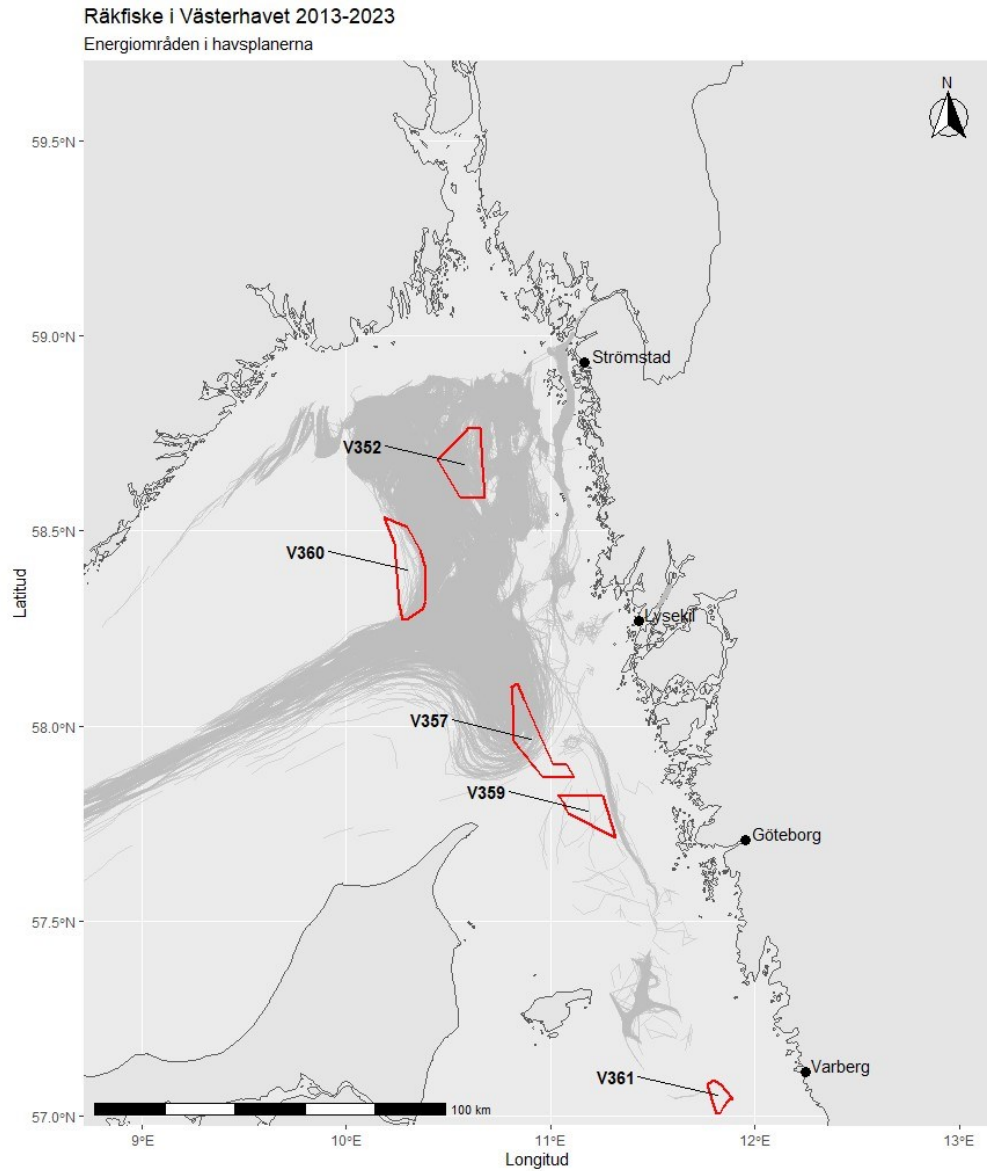 Räkfiske i Västerhavet 2013-2023
Energiområden i havsplanerna
N
59.5°N
59.0°N
Strömstad
V352
58.5°N
V360
Latitud
Lysekil
58.0°N
V357
V359
Göteborg
57.5°N
V361
Varberg
57.0°N
100 km
9°E
10°E
11°E
12°E
13°E
Longitud